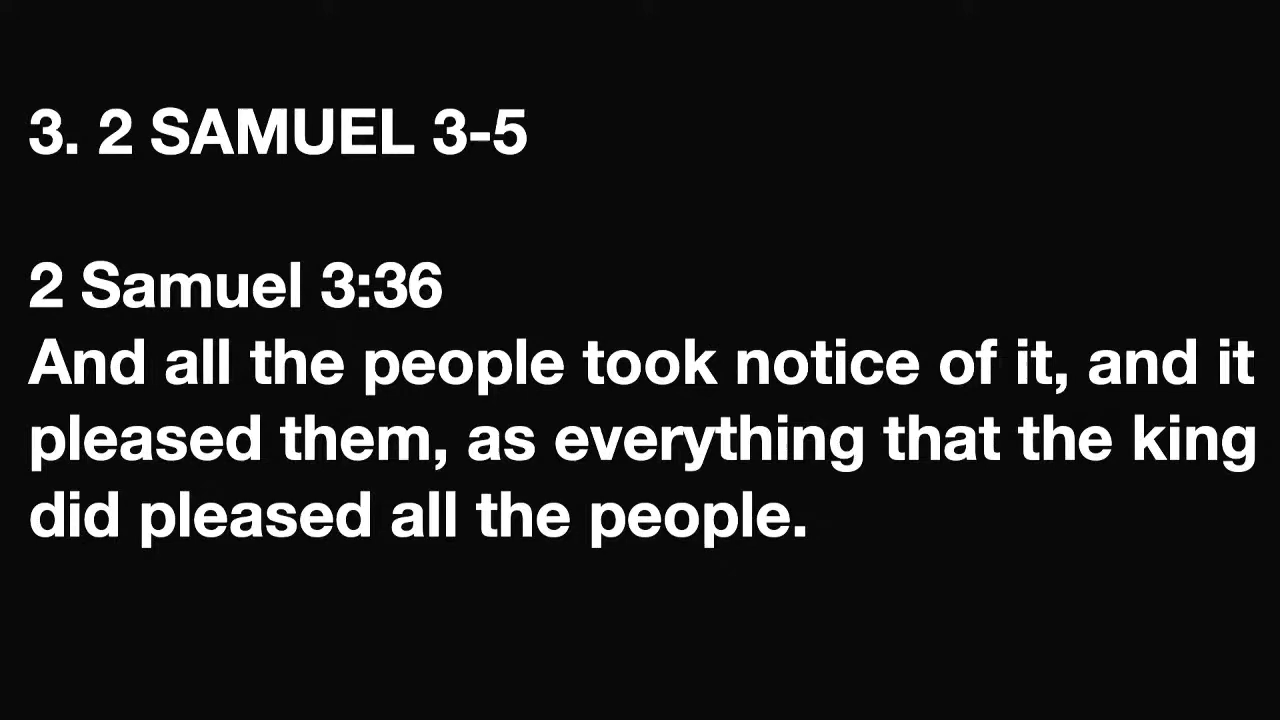 3. 2 SAMUEL 3-5
2 Samuel 3:36
And all the people took notice of it, and it
pleased them, as everything that the king
did pleased all the people.